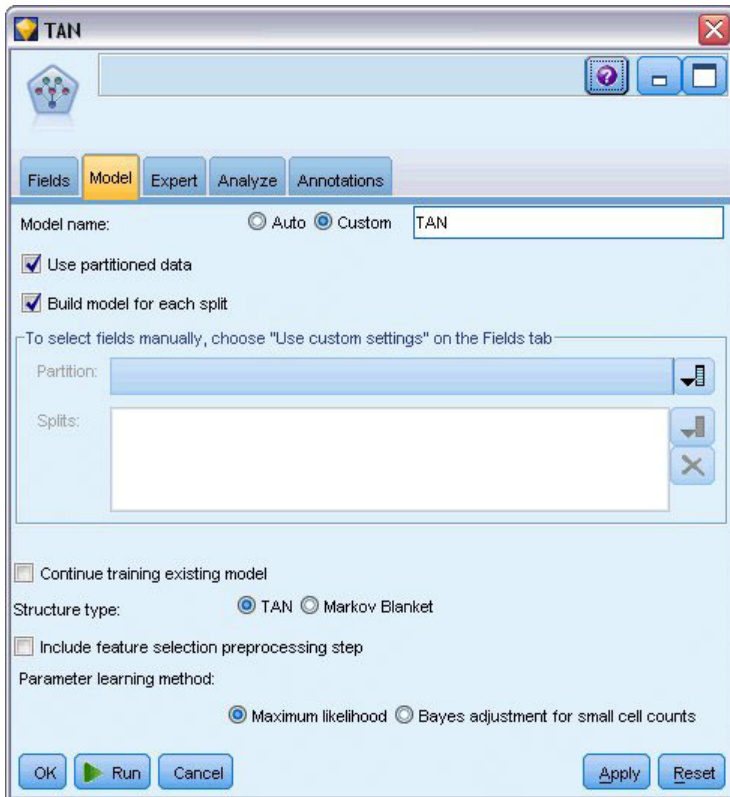 TAN
Fields Model Expert Analyze Annotations
Model name: Auto Custom TAN
Use partitioned data
Build model for each split
To select fields manually, choose "Use custom settings" on the Fields tab
Partition:
Splits:
Continue training existing model
Structure type: TAN Markov Blanket
Include feature selection preprocessing step
Parameter learning method:
Maximum likelihood Bayes adjustment for small cell counts
OK Run Cancel Apply Reset